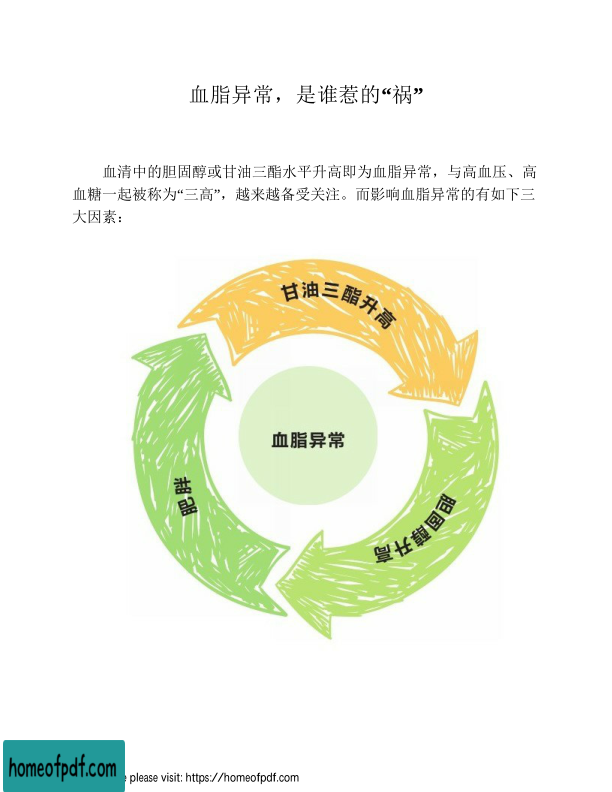 血脂异常，是谁惹的“祸”
血清中的胆固醇或甘油三酯水平升高即为血脂异常，与高血压、高
血糖一起被称为“三高”，越来越备受关注。而影响血脂异常的有如下三
大因素：
甘油三酯升高
血脂异常
肥胖
胆固醇升高
homeofpdf.com
please visit: https://homeofpdf.com